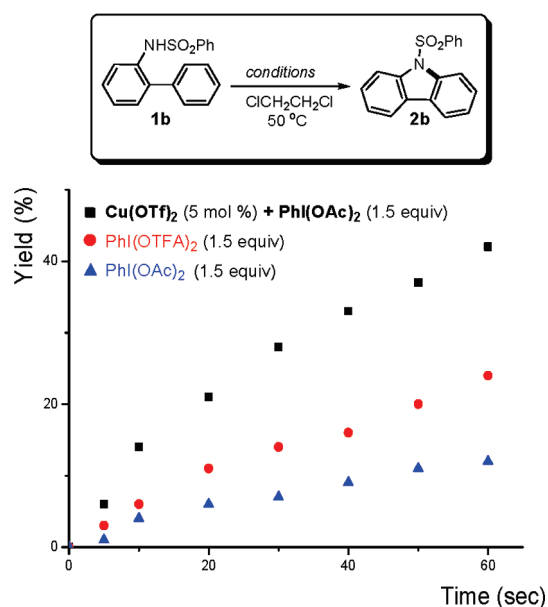 NHSO2Ph
1b
conditions
ClCH2CH2Cl
50 °C
SO2Ph
N
2b
Yield (%)
Cu(OTf)2 (5 mol %) + PhI(OAc)2 (1.5 equiv)
PhI(OTFA)2 (1.5 equiv)
PhI(OAc)2 (1.5 equiv)
40
20
0
0
20
40
60
Time (sec)